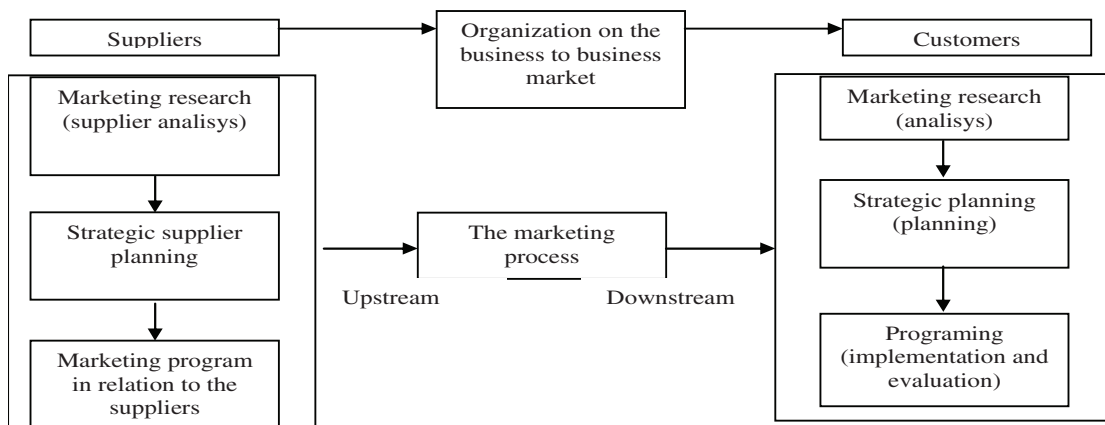 Suppliers
Organization on the
business to business
market
Customers
Marketing research
(supplier analisys)
Strategic supplier
planning
Marketing program
in relation to the
suppliers
The marketing
process
Upstream
Downstream
Marketing research
(analisys)
Strategic planning
(planning)
Programing
(implementation and
evaluation)